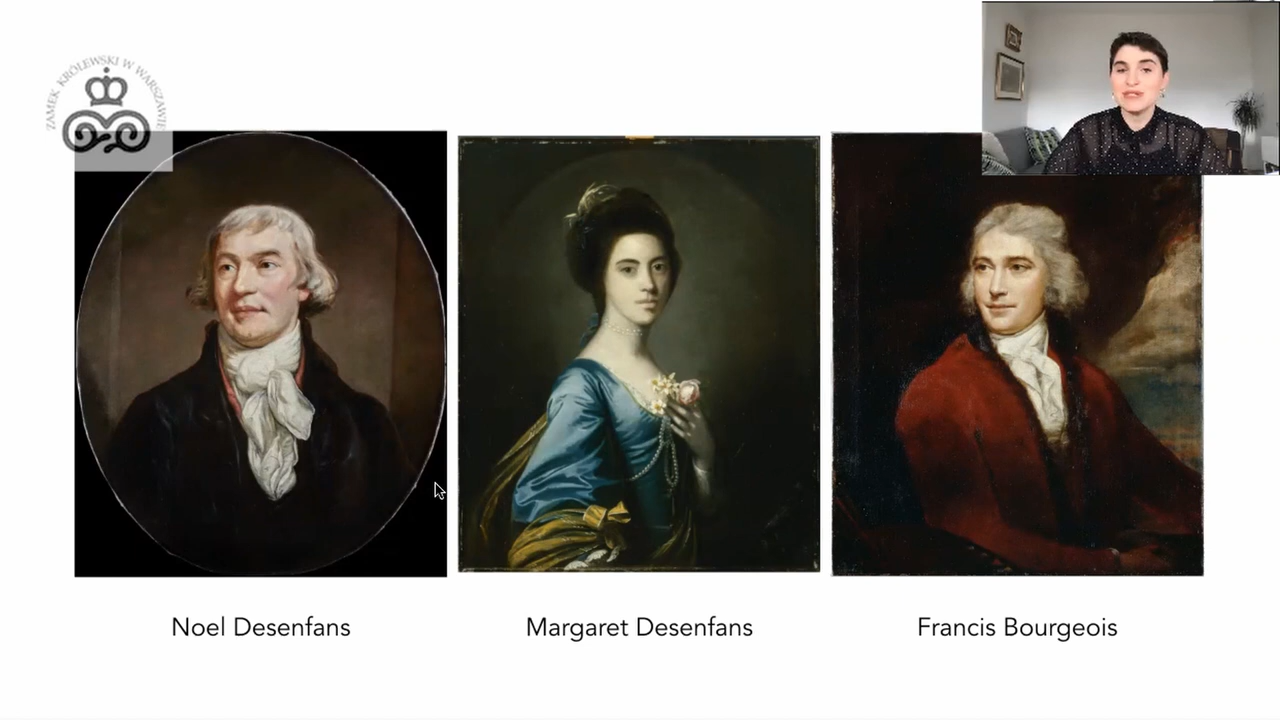 ZAMEK KRÓLEWSKI W WARSZAWIE
Noel Desenfans
Margaret Desenfans
Francis Bourgeois